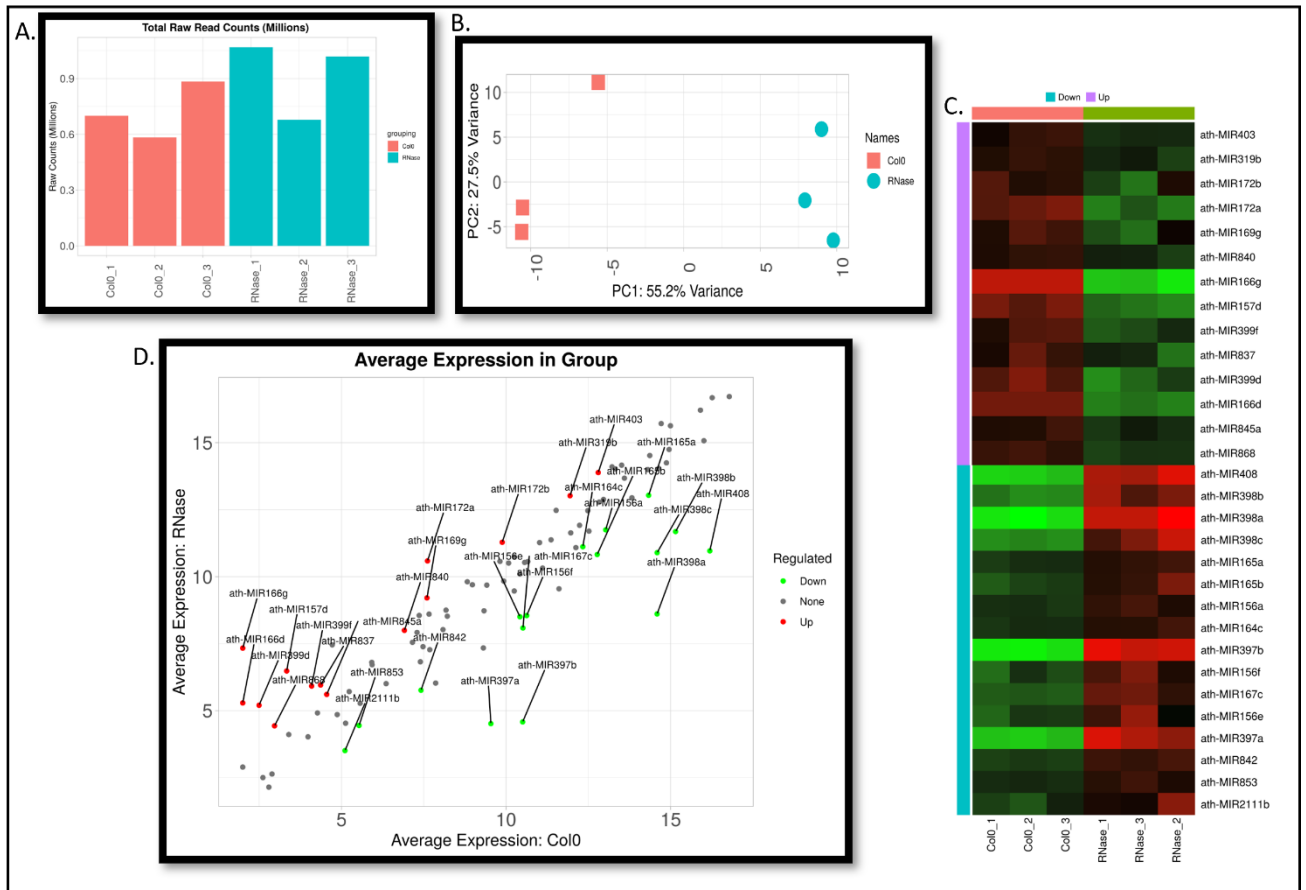 A.
Total Raw Read Counts (Millions)
Raw Counts (Millions)
0.9
0.6
0.3
0.0
Col0_1
Col0_2
Col0_3
RNase_1
RNase_2
RNase_3
grouping
Col0
RNase
B.
PC2: 27.5% Variance
10
5
0
-5
-10
-5
0
5
10
PC1: 55.2% Variance
Names
Col0
RNase
C.
Down Up
ath-MIR403
ath-MIR319b
ath-MIR172b
ath-MIR172a
ath-MIR169g
ath-MIR840
ath-MIR166g
ath-MIR157d
ath-MIR399f
ath-MIR837
ath-MIR399d
ath-MIR166d
ath-MIR845a
ath-MIR868
ath-MIR408
ath-MIR398b
ath-MIR398a
ath-MIR398c
ath-MIR165a
ath-MIR165b
ath-MIR156a
ath-MIR164c
ath-MIR397b
ath-MIR156f
ath-MIR167c
ath-MIR156e
ath-MIR397a
ath-MIR842
ath-MIR853
ath-MIR2111b
Col0_1
Col0_2
Col0_3
RNase_1
RNase_3
RNase_2
D.
Average Expression in Group
Average Expression: RNase
15
10
5
ath-MIR403
ath-MIR319b
ath-MIR165a
ath-MIR165b
ath-MIR398b
ath-MIR172b
ath-MIR164c
ath-MIR408
ath-MIR156a
ath-MIR398c
ath-MIR172a
ath-MIR169g
ath-MIR156e
ath-MIR167c
ath-MIR398a
ath-MIR840
ath-MIR156f
ath-MIR166g
ath-MIR157d
ath-MIR399f
ath-MIR845a
ath-MIR166d
ath-MIR837
ath-MIR842
ath-MIR399d
ath-MIR868
ath-MIR853
ath-MIR397a
ath-MIR397b
ath-MIR2111b
5
10
15
Average Expression: Col0
Regulated
Down
None
Up